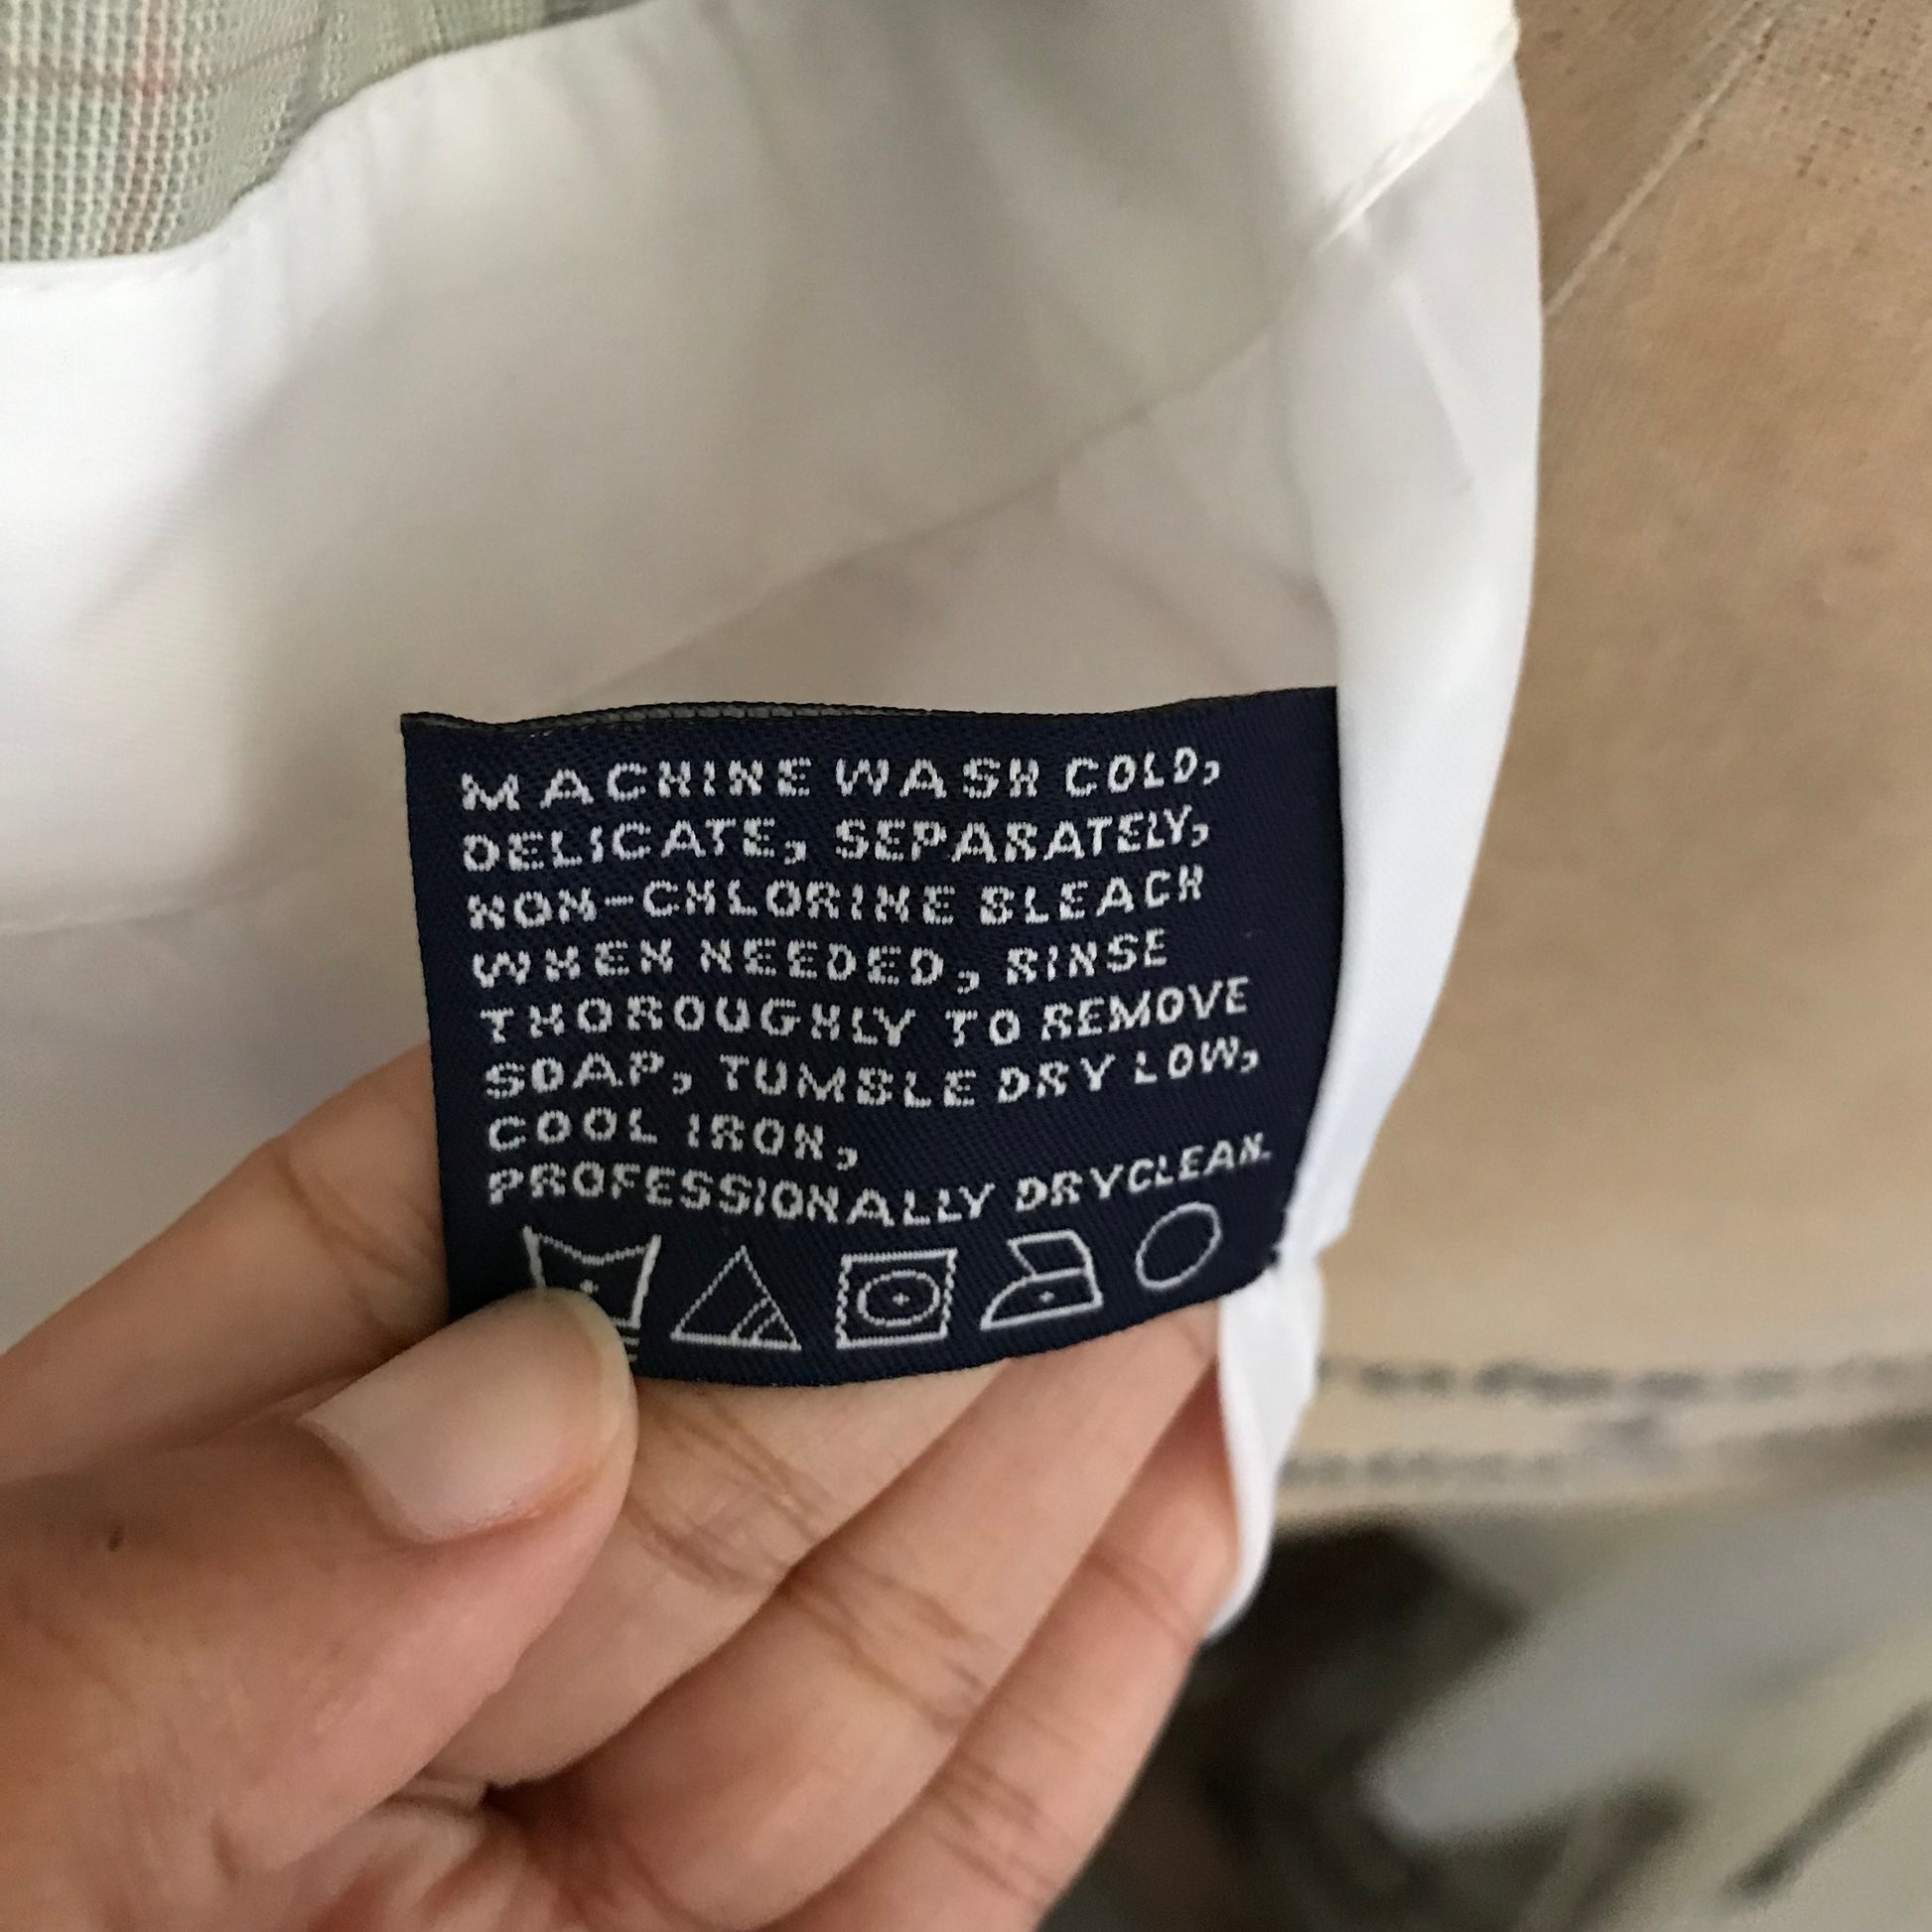 MACHINE WASH COLD,
DELICATE, SEPARATELY,
NON-CHLORINE BLEACH
WHEN NEEDED, RINSE
THOROUGHLY TO REMOVE
SOAP, TUMBLE DRY LOW,
COOL IRON,
PROFESSIONALLY DRYCLEAN.